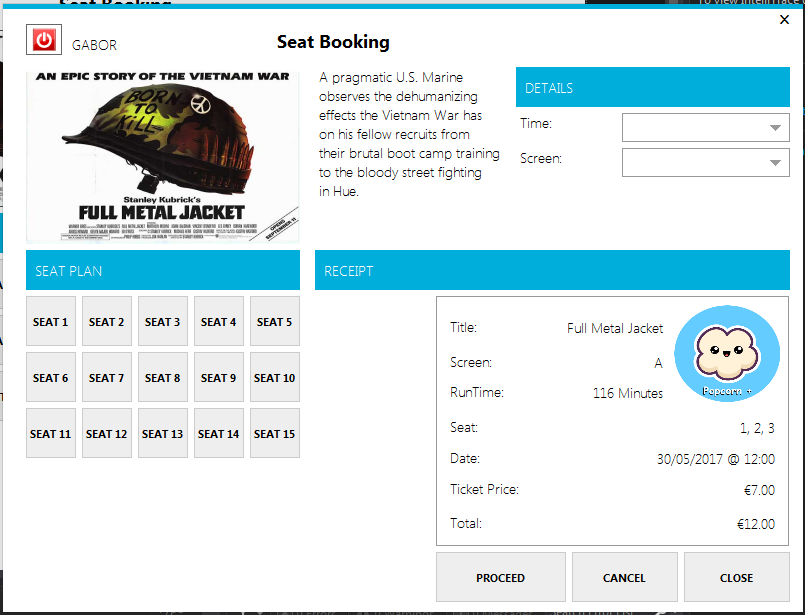 Seat Booking
GABOR
Seat Booking
AN EPIC STORY OF THE VIETNAM WAR
BORN
TO
KILL
Stanley Kubrick's
FULL METAL JACKET
OPENS
SEPTEMBER 11
A pragmatic U.S. Marine
observes the dehumanizing
effects the Vietnam War has
on his fellow recruits from
their brutal boot camp training
to the bloody street fighting
in Hue.
DETAILS
Time:
Screen:
SEAT PLAN
SEAT 1 SEAT 2 SEAT 3 SEAT 4 SEAT 5
SEAT 6 SEAT 7 SEAT 8 SEAT 9 SEAT 10
SEAT 11 SEAT 12 SEAT 13 SEAT 14 SEAT 15
RECEIPT
Title: Full Metal Jacket
Screen: A
RunTime: 116 Minutes
Popcorn +
Seat: 1, 2, 3
Date: 30/05/2017 @ 12:00
Ticket Price: €7.00
Total: €12.00
PROCEED CANCEL CLOSE